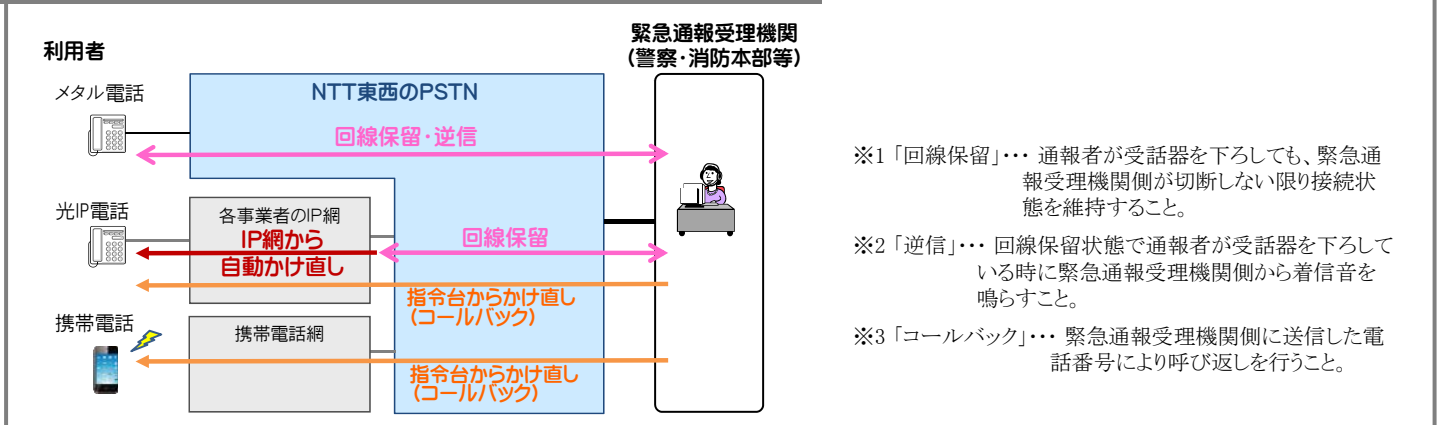 利用者
緊急通報受理機関
(警察・消防本部等)
メタル電話
NTT東西のPSTN
回線保留・逆信
光IP電話
各事業者のIP網
IP網から
自動かけ直し
回線保留
指令台からかけ直し
(コールバック)
携帯電話
携帯電話網
指令台からかけ直し
(コールバック)
※1 「回線保留」・・・ 通報者が受話器を下ろしても、緊急通
報受理機関側が切断しない限り接続状
態を維持すること。
※2 「逆信」・・・ 回線保留状態で通報者が受話器を下ろして
いる時に緊急通報受理機関側から着信音を
鳴らすこと。
※3 「コールバック」・・・ 緊急通報受理機関側に送信した電
話番号により呼び返しを行うこと。